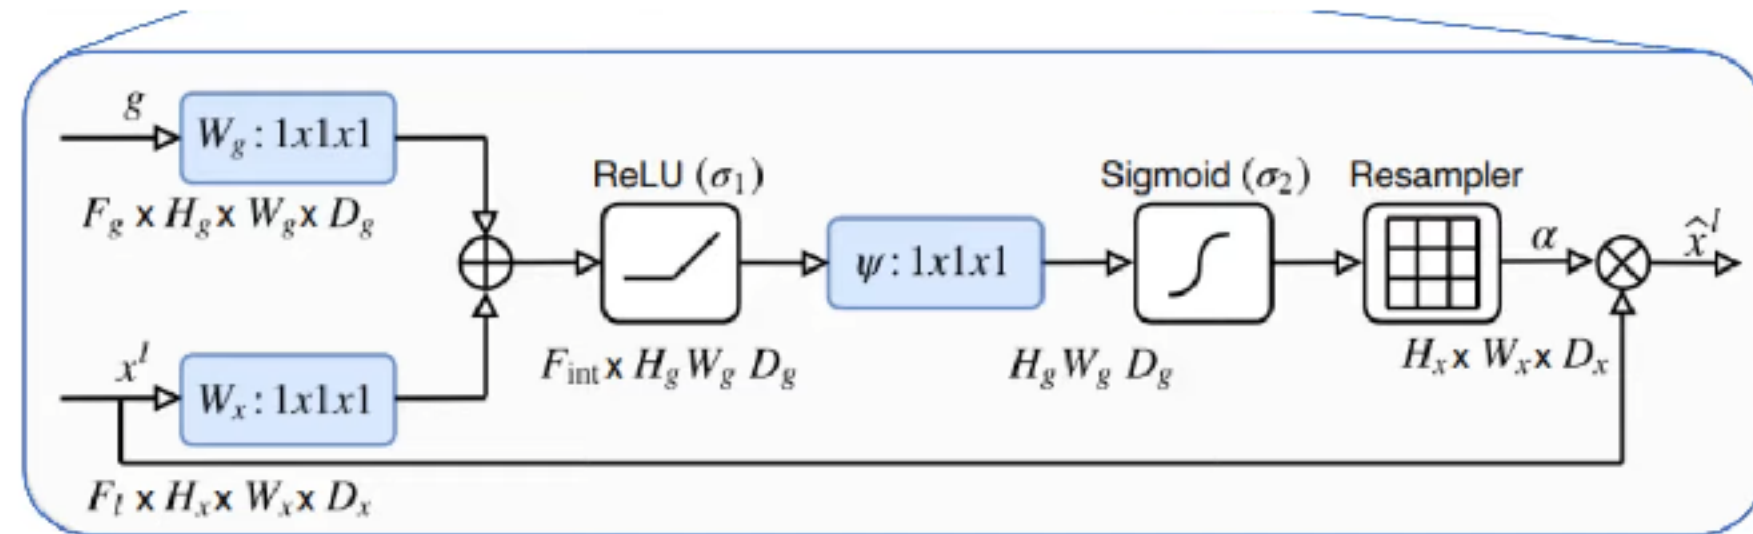 g
W_g : 1x1x1
F_g x H_g x W_g x D_g
x^l
W_x : 1x1x1
F_l x H_x x W_x x D_x
ReLU (σ_1)
F_int x H_g W_g D_g
ψ : 1x1x1
H_g W_g D_g
Sigmoid (σ_2)
Resampler
α
H_x x W_x x D_x
x̂^l